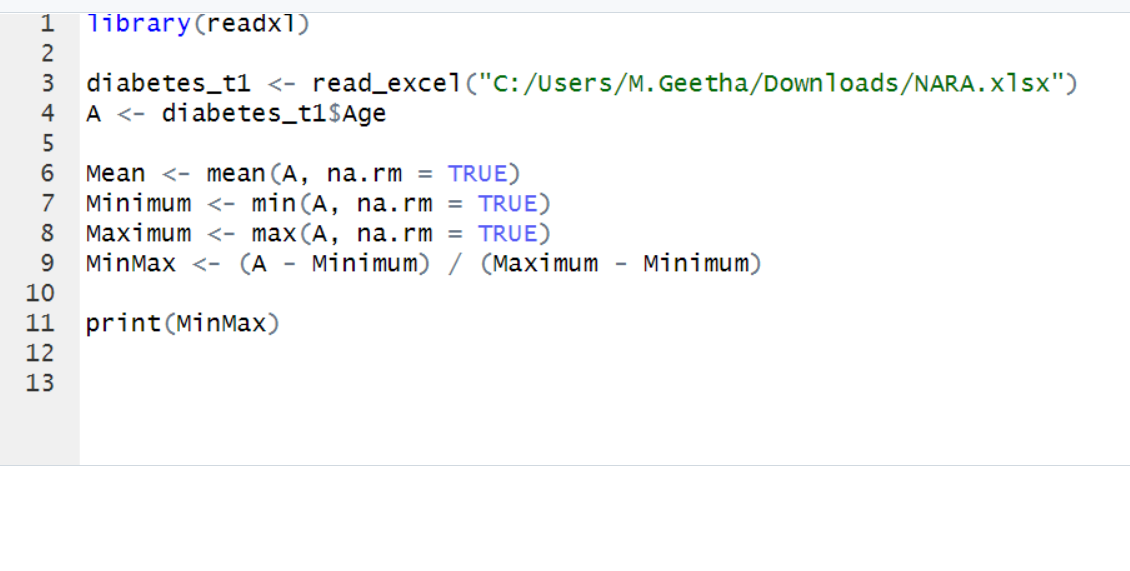 1 library(readxl)
2
3 diabetes_t1 <- read_excel("C:/Users/M.Geetha/Downloads/NARA.xlsx")
4 A <- diabetes_t1$Age
5
6 Mean <- mean(A, na.rm = TRUE)
7 Minimum <- min(A, na.rm = TRUE)
8 Maximum <- max(A, na.rm = TRUE)
9 MinMax <- (A - Minimum) / (Maximum - Minimum)
10
11 print(MinMax)
12
13